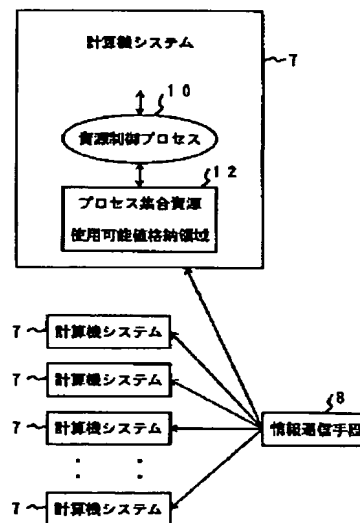 計算機システム
7
10
資源制御プロセス
12
プロセス集合資源
使用可能値格納領域
7 計算機システム
7 計算機システム
8
7 計算機システム
情報通信手段
7 計算機システム